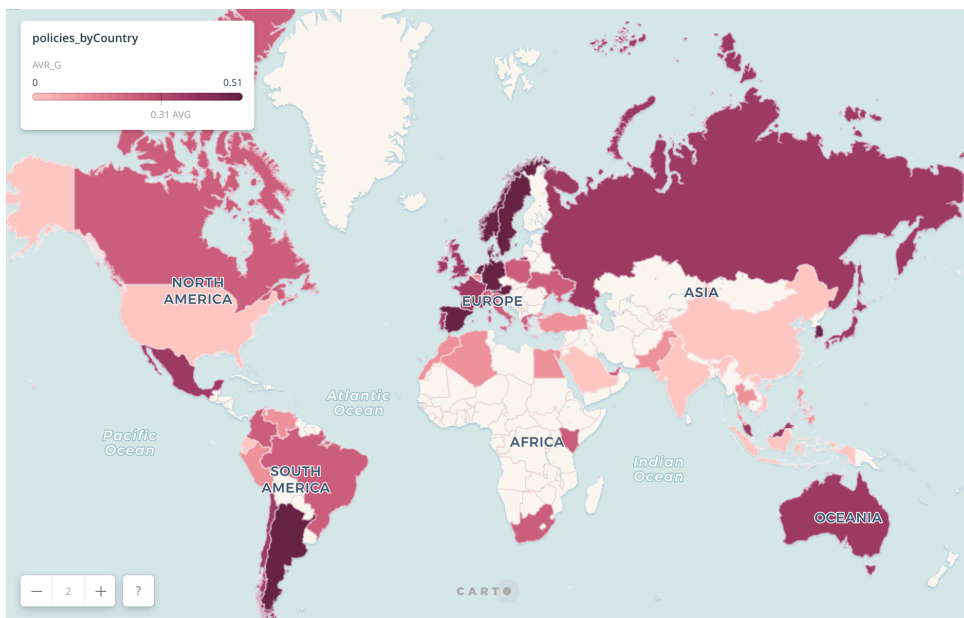 policies_byCountry
AVR_G
0 0.51
0.31 AVG
NORTH
AMERICA
EUROPE
ASIA
Atlantic
Ocean
Pacific
Ocean
AFRICA
Indian
Ocean
SOUTH
AMERICA
OCEANIA
− 2 + ?
CARTO